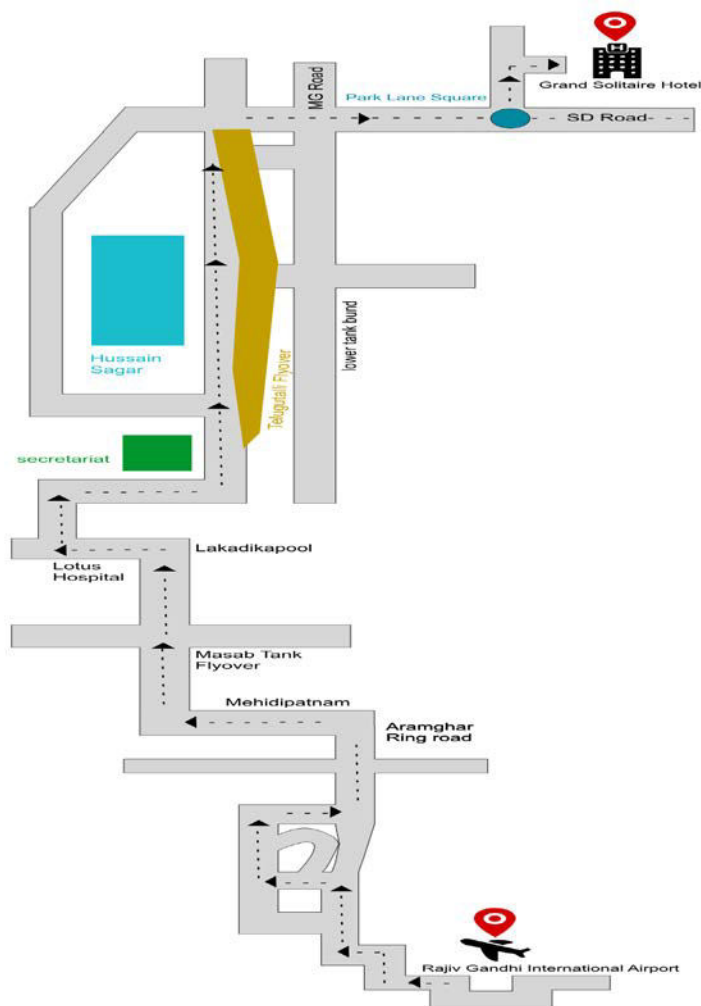 Grand Solitaire Hotel
MG Road
Park Lane Square
SD Road
lower tank bund
Hussain
Sagar
Telugutalli Flyover
secretariat
Lakadikapool
Lotus
Hospital
Masab Tank
Flyover
Mehidipatnam
Aramghar
Ring road
Rajiv Gandhi International Airport